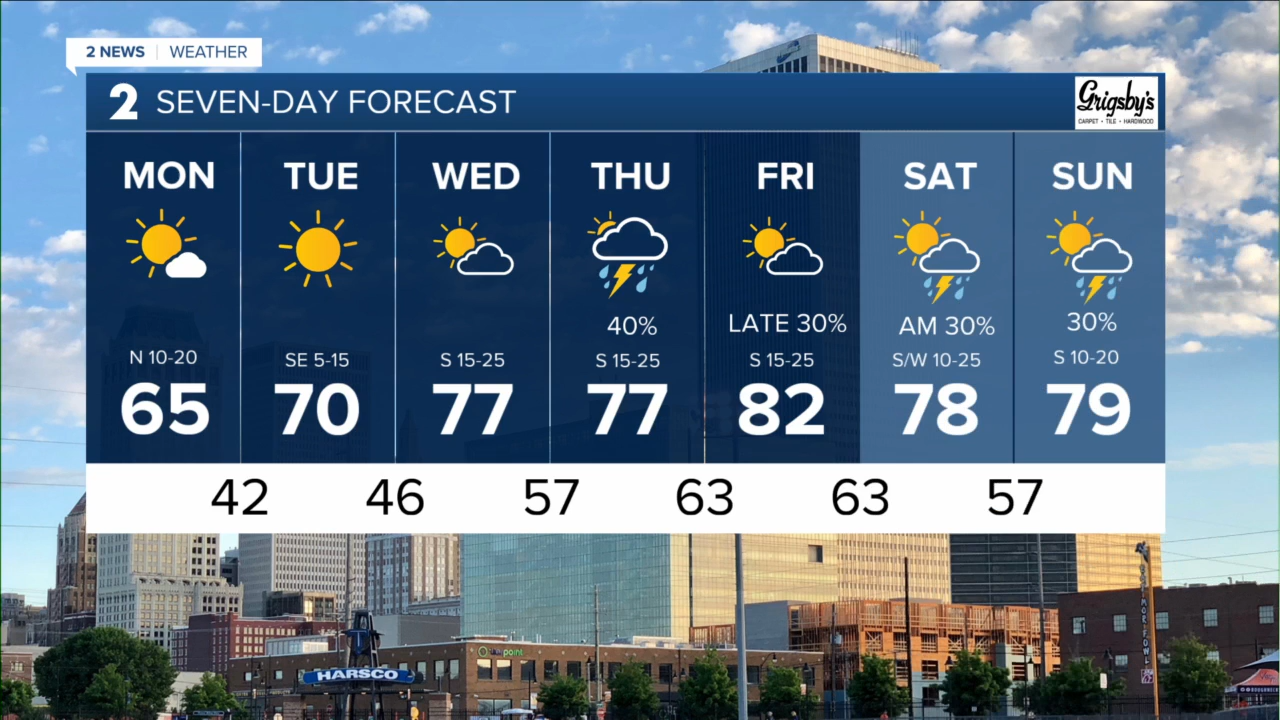 2 NEWS | WEATHER
2 SEVEN-DAY FORECAST
Grigsby's
CARPET • TILE • HARDWOOD
MON TUE WED THU FRI SAT SUN
40% LATE 30% AM 30% 30%
N 10-20 SE 5-15 S 15-25 S 15-25 S 15-25 S/W 10-25 S 10-20
65 70 77 77 82 78 79
42 46 57 63 63 57
HARSCO